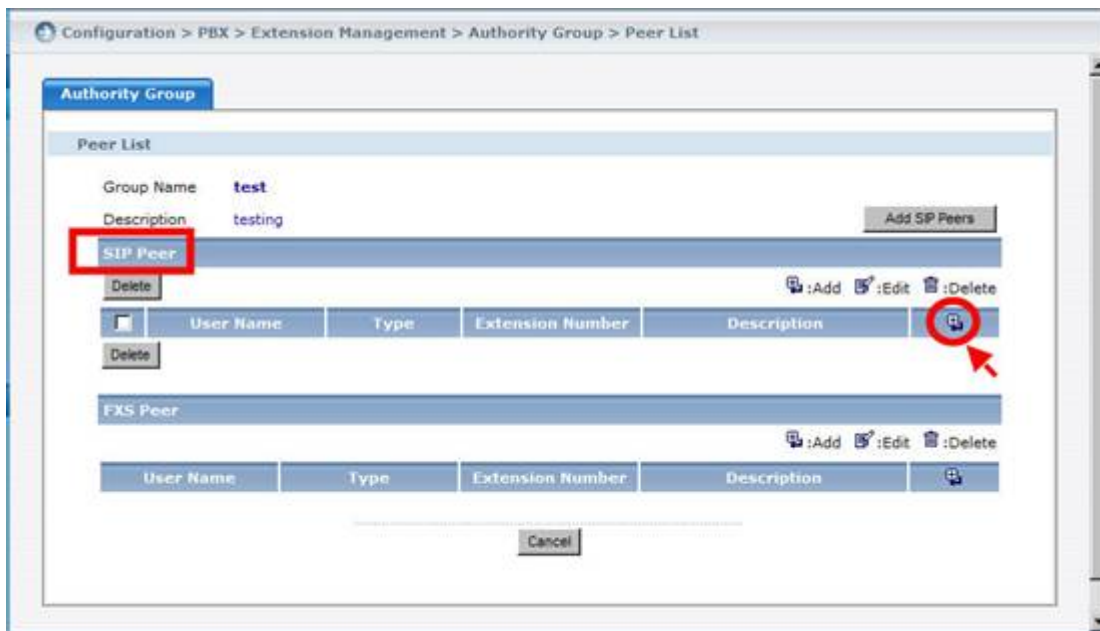 Configuration > PBX > Extension Management > Authority Group > Peer List
Authority Group
Peer List
Group Name test
Description testing
Add SIP Peers
SIP Peer
Delete :Add :Edit :Delete
User Name Type Extension Number Description
Delete
FXS Peer
:Add :Edit :Delete
User Name Type Extension Number Description
Cancel